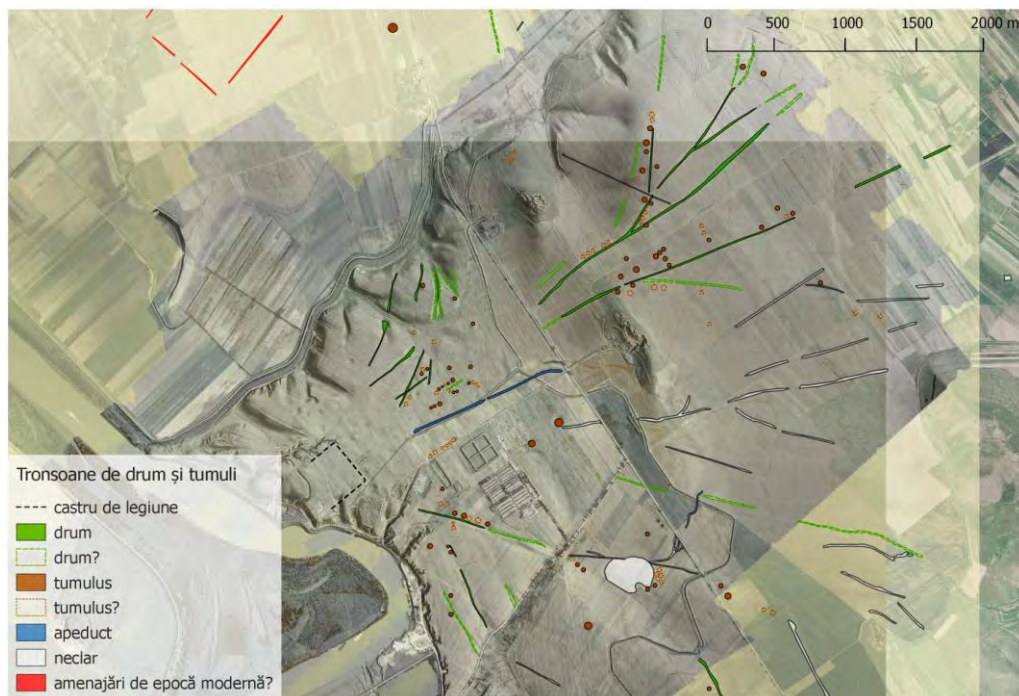 0 500 1000 1500 2000 m
Tronsoane de drum și tumuli
castru de legiune
drum
drum?
tumulus
tumulus?
apeduct
neclar
amenajări de epocă modernă?